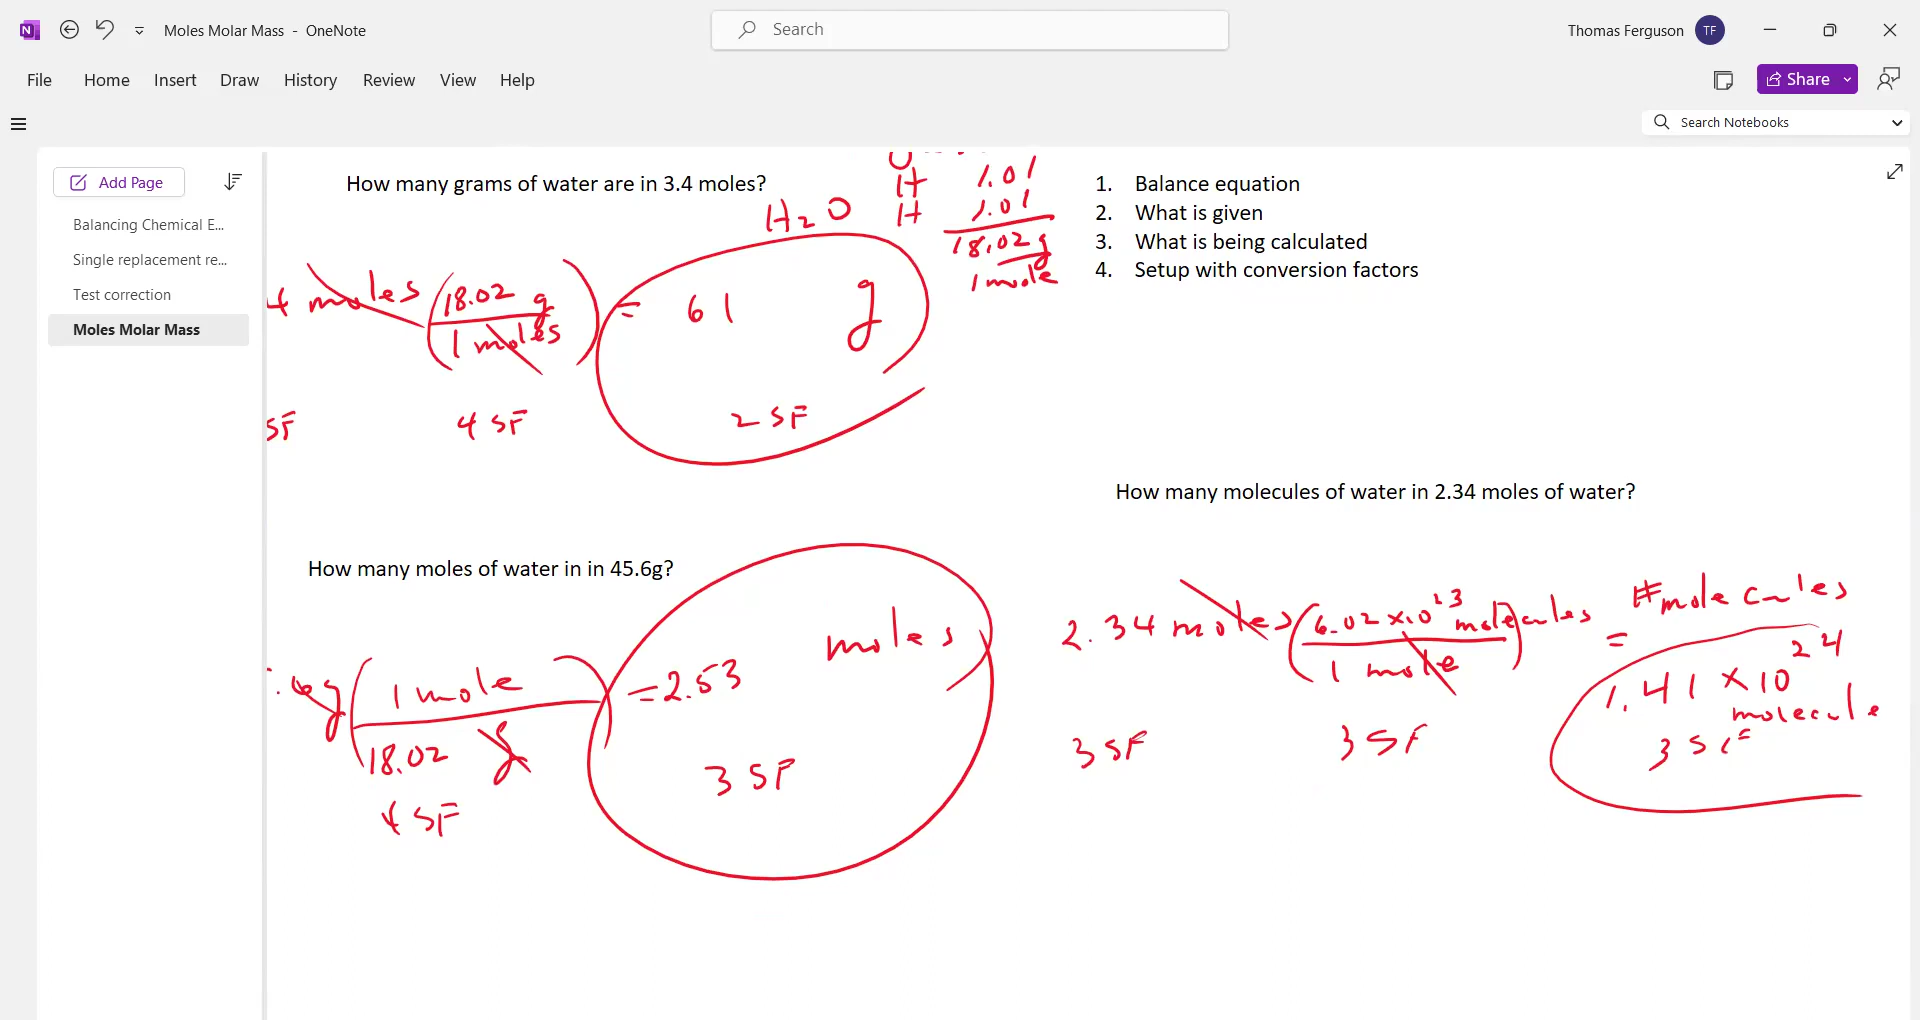 Moles Molar Mass - OneNote
Search
Thomas Ferguson TF
File Home Insert Draw History Review View Help
Share
Search Notebooks
Add Page
Balancing Chemical E...
Single replacement re...
Test correction
Moles Molar Mass
How many grams of water are in 3.4 moles?
H₂O
H 1.01
H 1.01
18.02 g
1 mole
4 moles (18.02 g / 1 moles) = 61 g
SF 4 SF 2 SF
1. Balance equation
2. What is given
3. What is being calculated
4. Setup with conversion factors
How many moles of water in in 45.6g?
g (1 mole / 18.02 g) = 2.53 moles
4 SF 3 SF
How many molecules of water in 2.34 moles of water?
2.34 moles (6.02 x10²³ molecules / 1 mole) = # molecules
1.41 x 10²⁴
molecule
3 SF 3 SF 3 SF